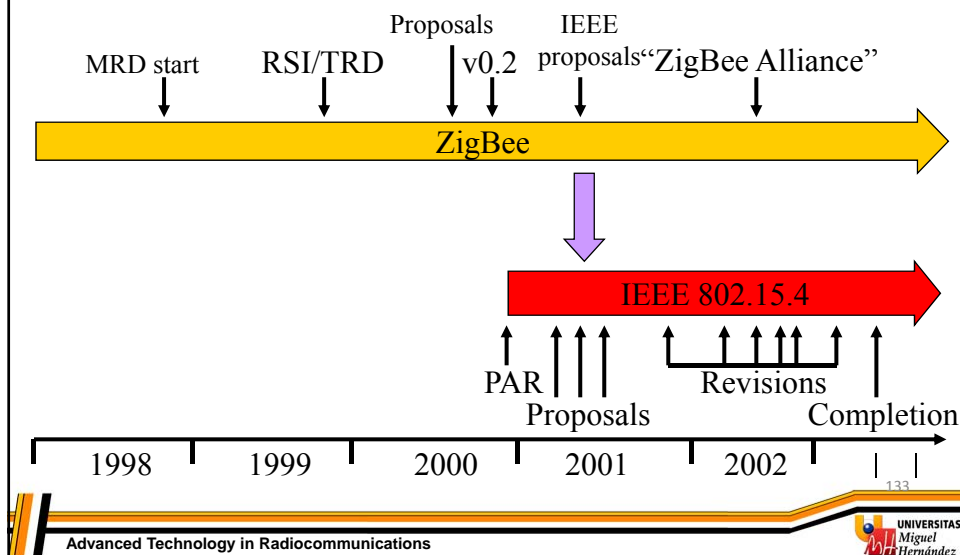 Proposals
IEEE
MRD start
RSI/TRD
v0.2
proposals
“ZigBee Alliance”
ZigBee
IEEE 802.15.4
PAR
Revisions
Proposals
Completion
1998
1999
2000
2001
2002
133
Advanced Technology in Radiocommunications
UNIVERSITAS
Miguel
Hernández